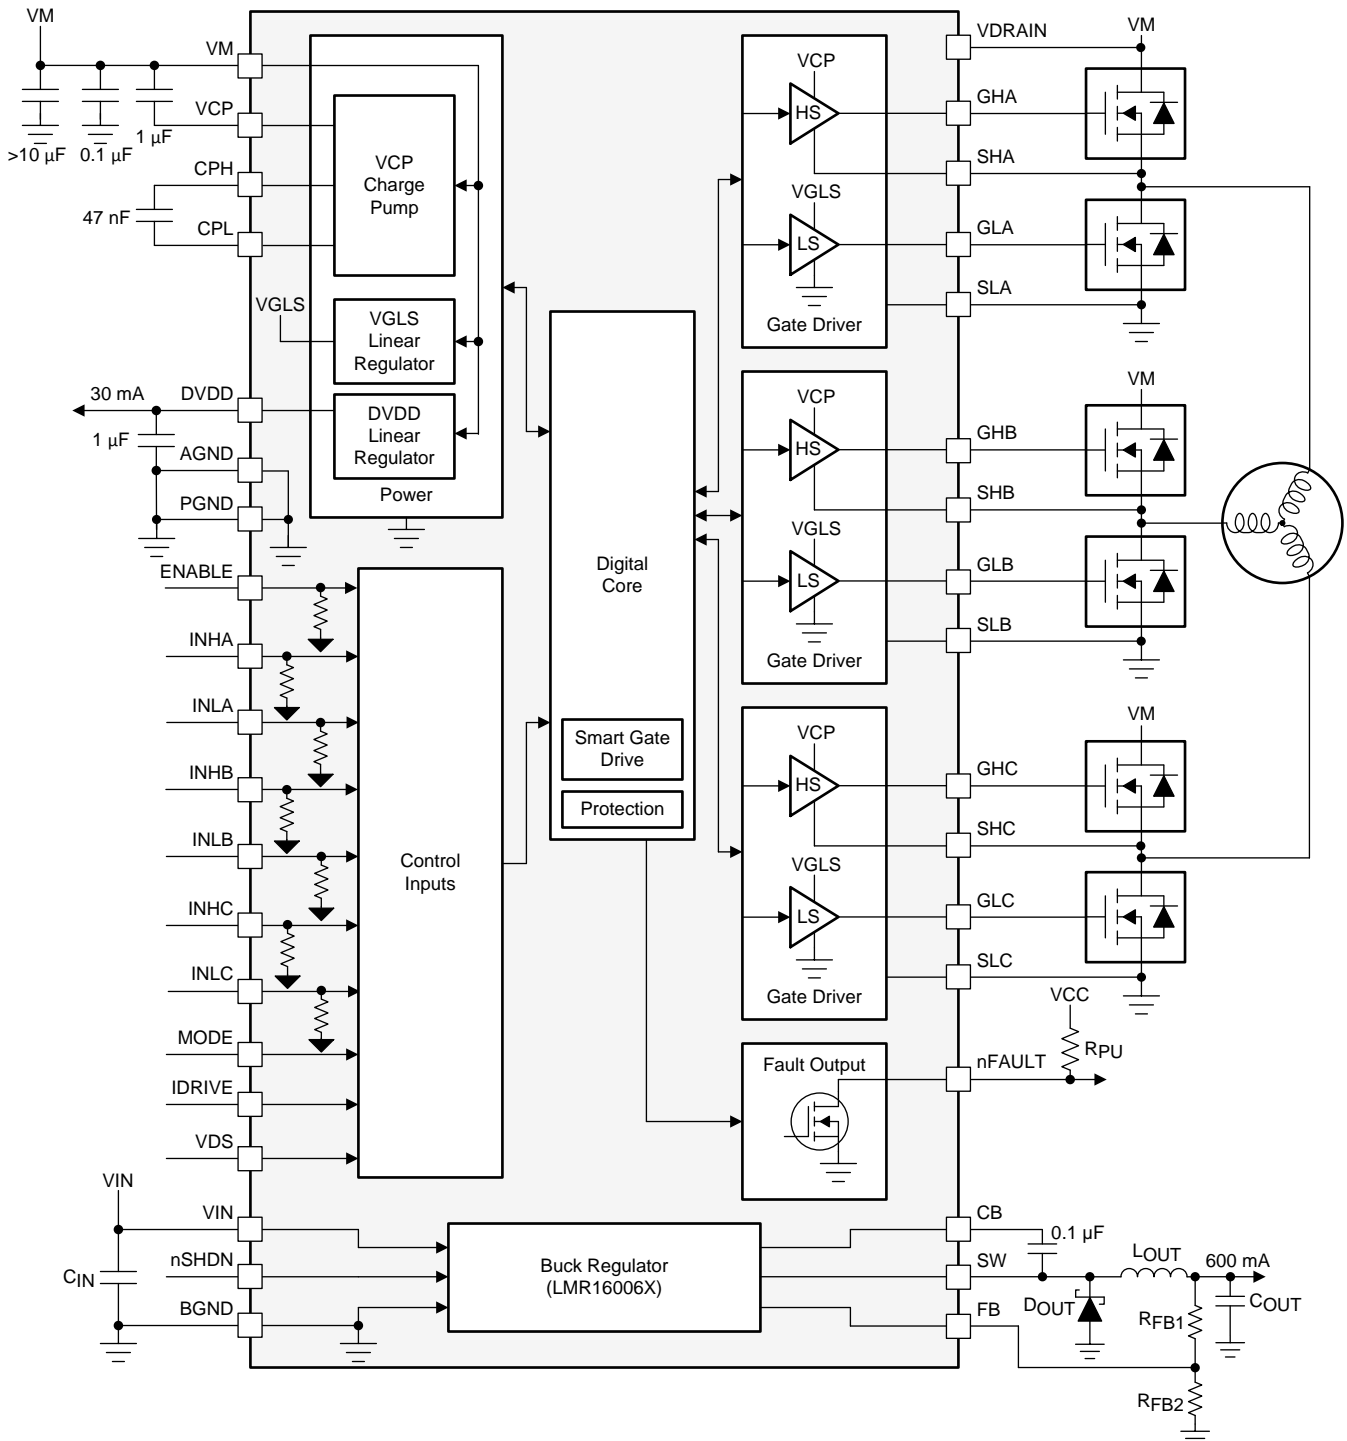 VM
VM
VCP
>10 µF
0.1 µF
1 µF
CPH
47 nF
CPL
VCP
Charge
Pump
VGLS
VGLS
Linear
Regulator
30 mA
DVDD
1 µF
DVDD
Linear
Regulator
AGND
PGND
Power
ENABLE
INHA
INLA
INHB
INLB
INHC
INLC
MODE
IDRIVE
VDS
Control
Inputs
Digital
Core
Smart Gate
Drive
Protection
VCP
HS
VGLS
LS
Gate Driver
VCP
HS
VGLS
LS
Gate Driver
VCP
HS
VGLS
LS
Gate Driver
Fault Output
VDRAIN
VM
GHA
SHA
GLA
SLA
VM
GHB
SHB
GLB
SLB
VM
GHC
SHC
GLC
SLC
VCC
RPU
nFAULT
VIN
VIN
nSHDN
CIN
BGND
Buck Regulator
(LMR16006X)
CB
0.1 µF
SW
LOUT
600 mA
DOUT
COUT
FB
RFB1
RFB2